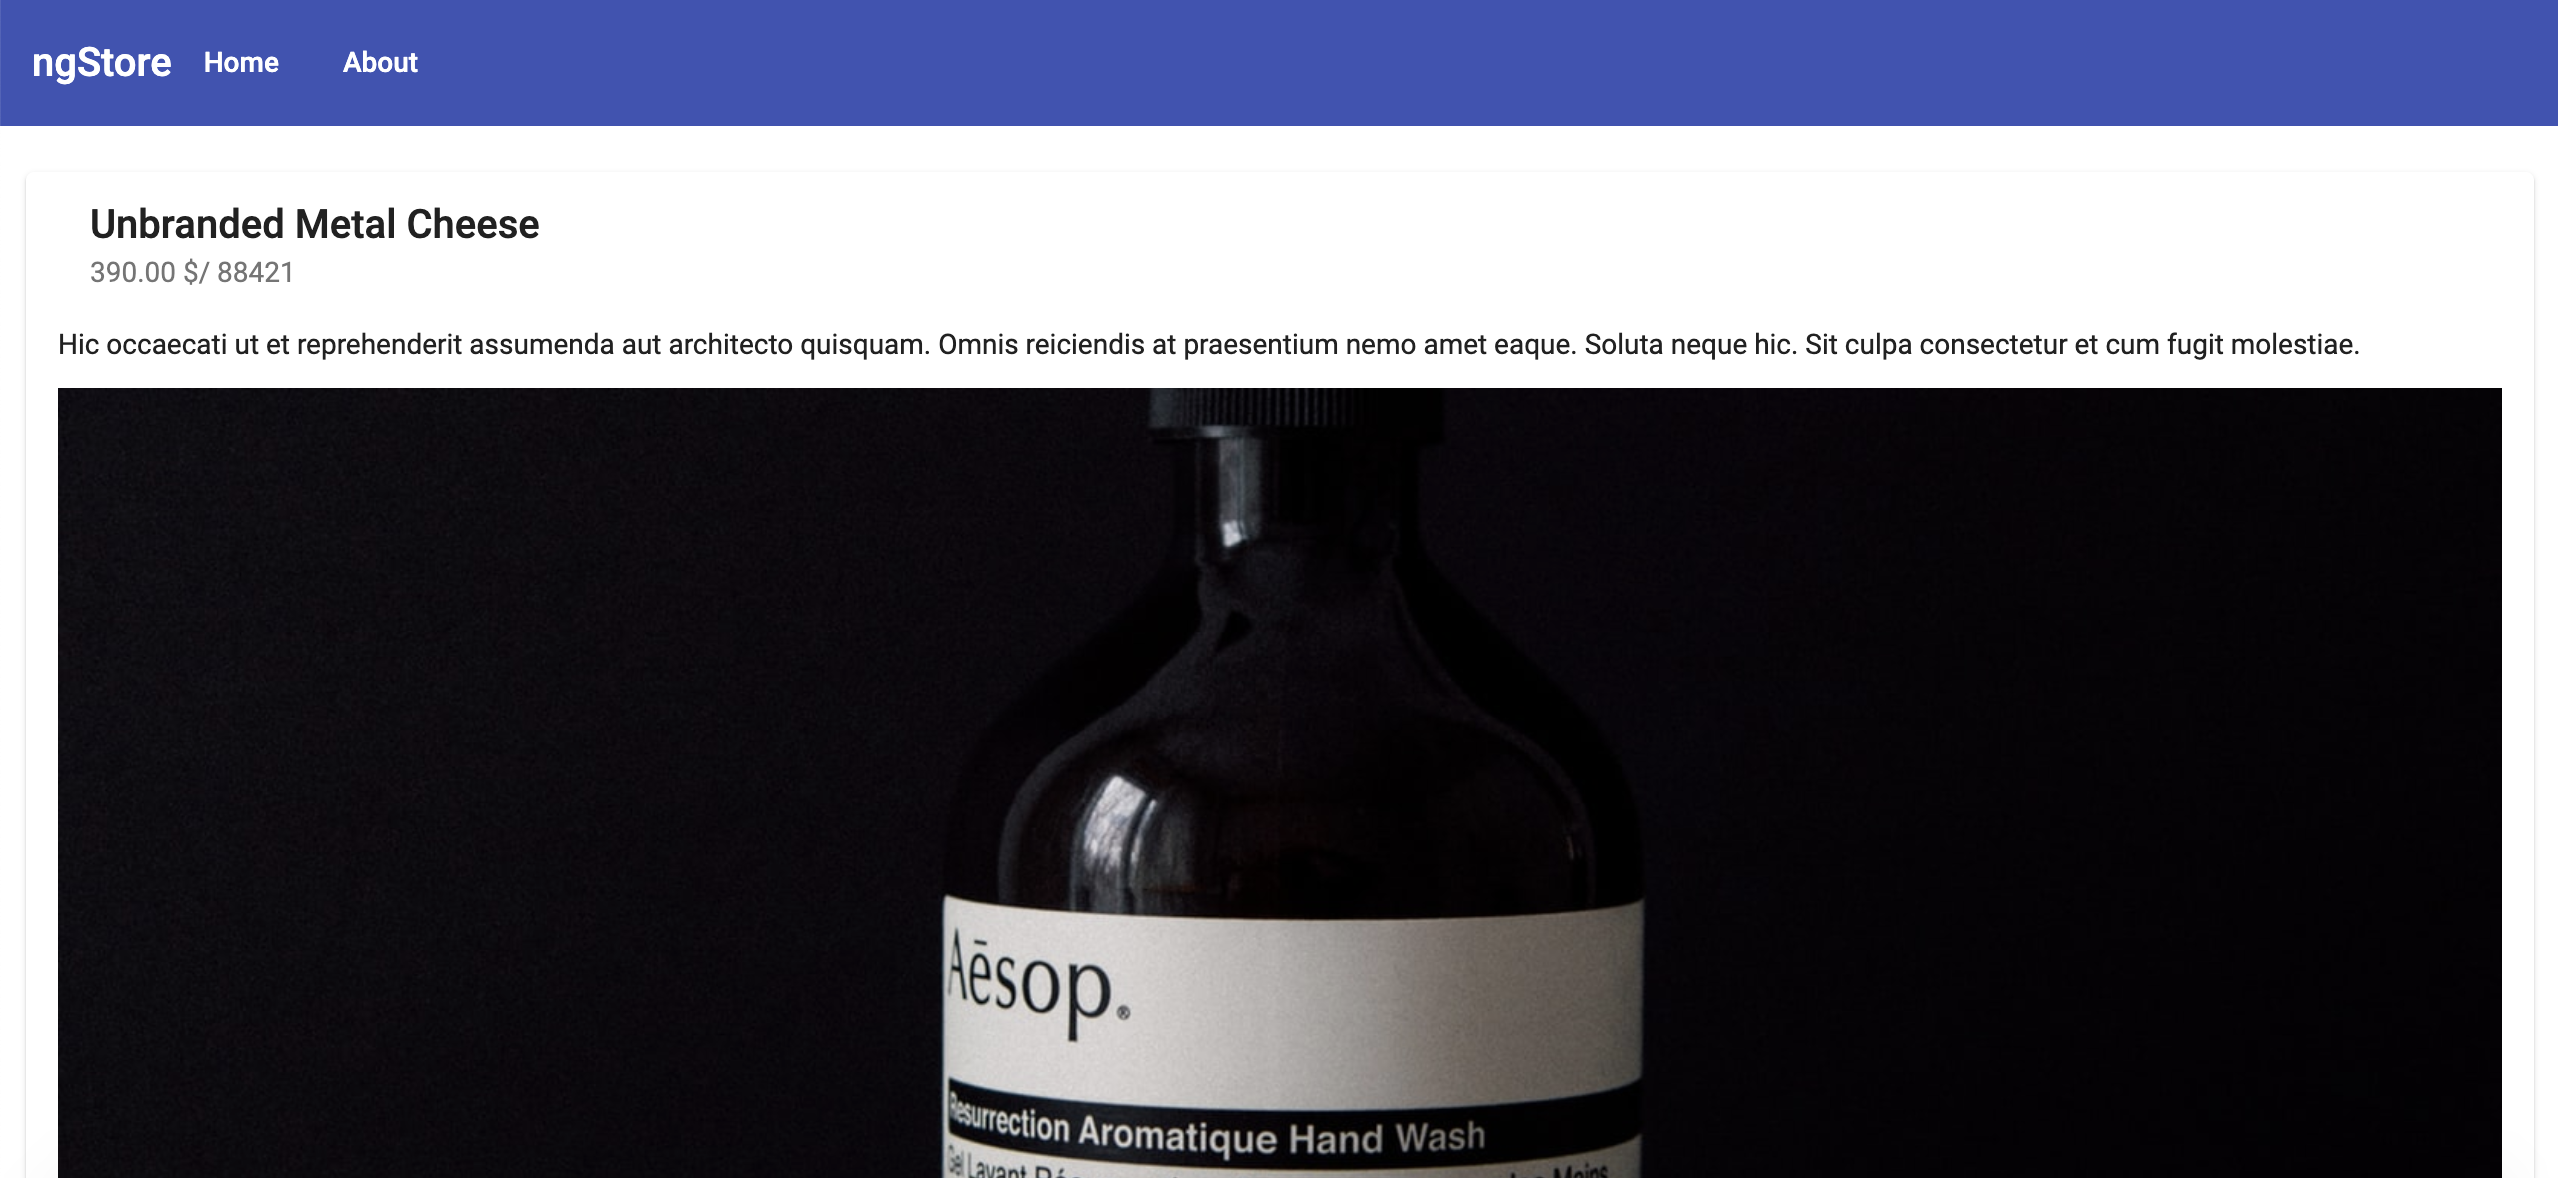 ngStore Home About
Unbranded Metal Cheese
390.00 $/ 88421
Hic occaecati ut et reprehenderit assumenda aut architecto quisquam. Omnis reiciendis at praesentium nemo amet eaque. Soluta neque hic. Sit culpa consectetur et cum fugit molestiae.
Aēsop.®
Resurrection Aromatique Hand Wash
Gel Lavant Mains